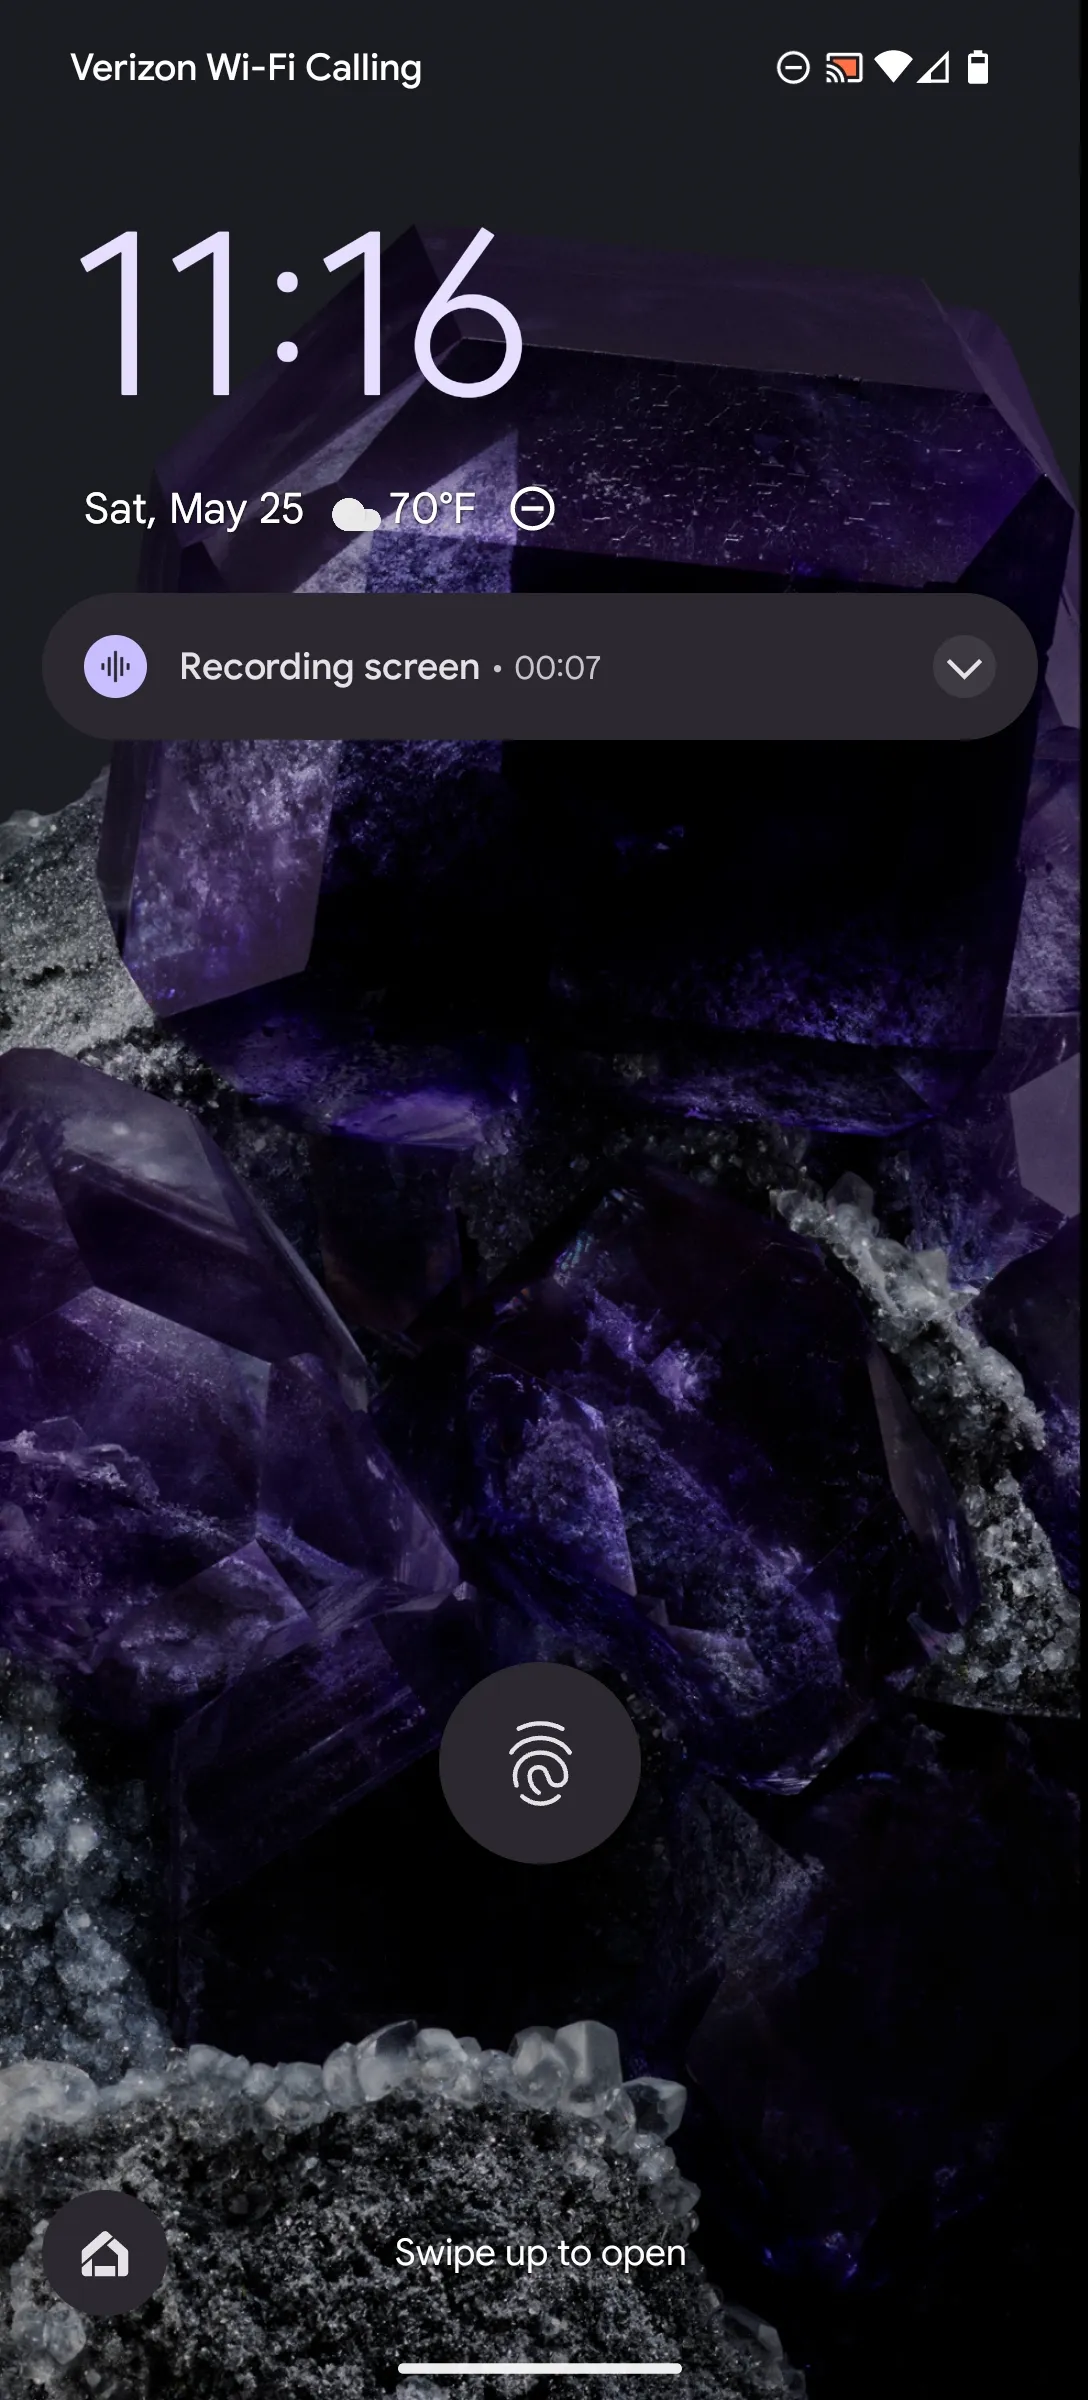 Verizon Wi-Fi Calling
11:16
Sat, May 25 70°F
Recording screen • 00:07
Swipe up to open